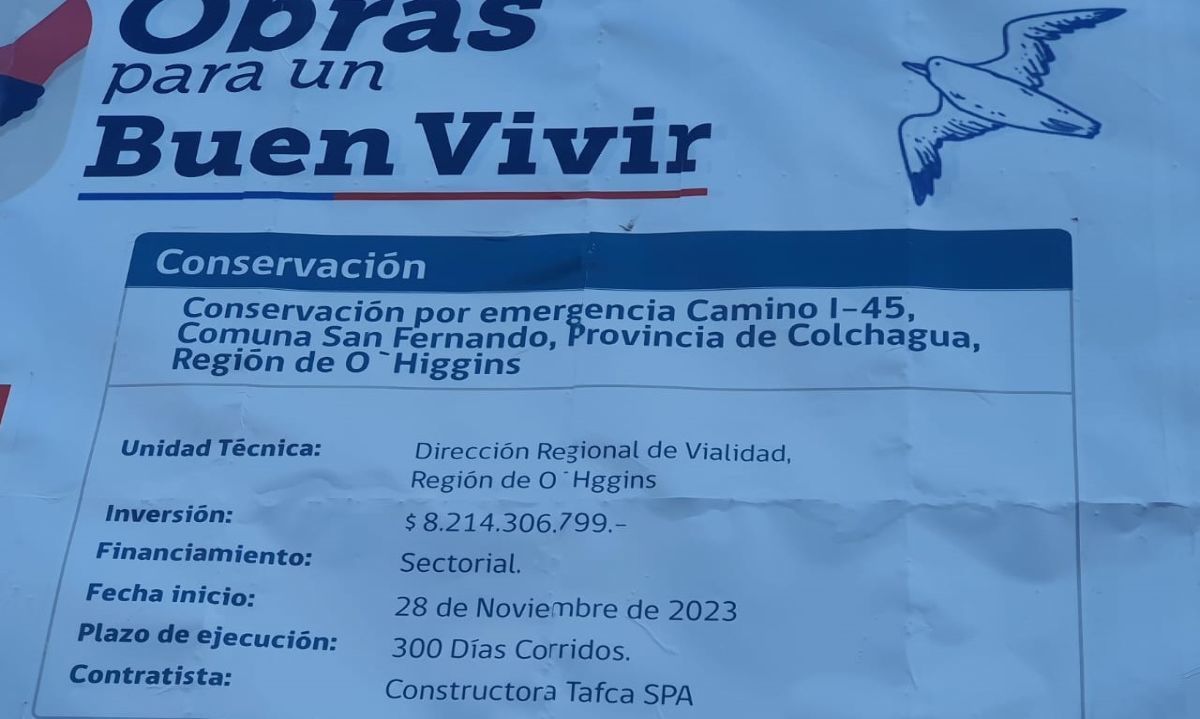 Obras
para un
Buen Vivir
Conservación
Conservación por emergencia Camino I-45,
Comuna San Fernando, Provincia de Colchagua,
Región de O`Higgins
Unidad Técnica: Dirección Regional de Vialidad,
Región de O´Hggins
Inversión: $ 8.214.306.799.-
Financiamiento: Sectorial.
Fecha inicio: 28 de Noviembre de 2023
Plazo de ejecución: 300 Días Corridos.
Contratista: Constructora Tafca SPA